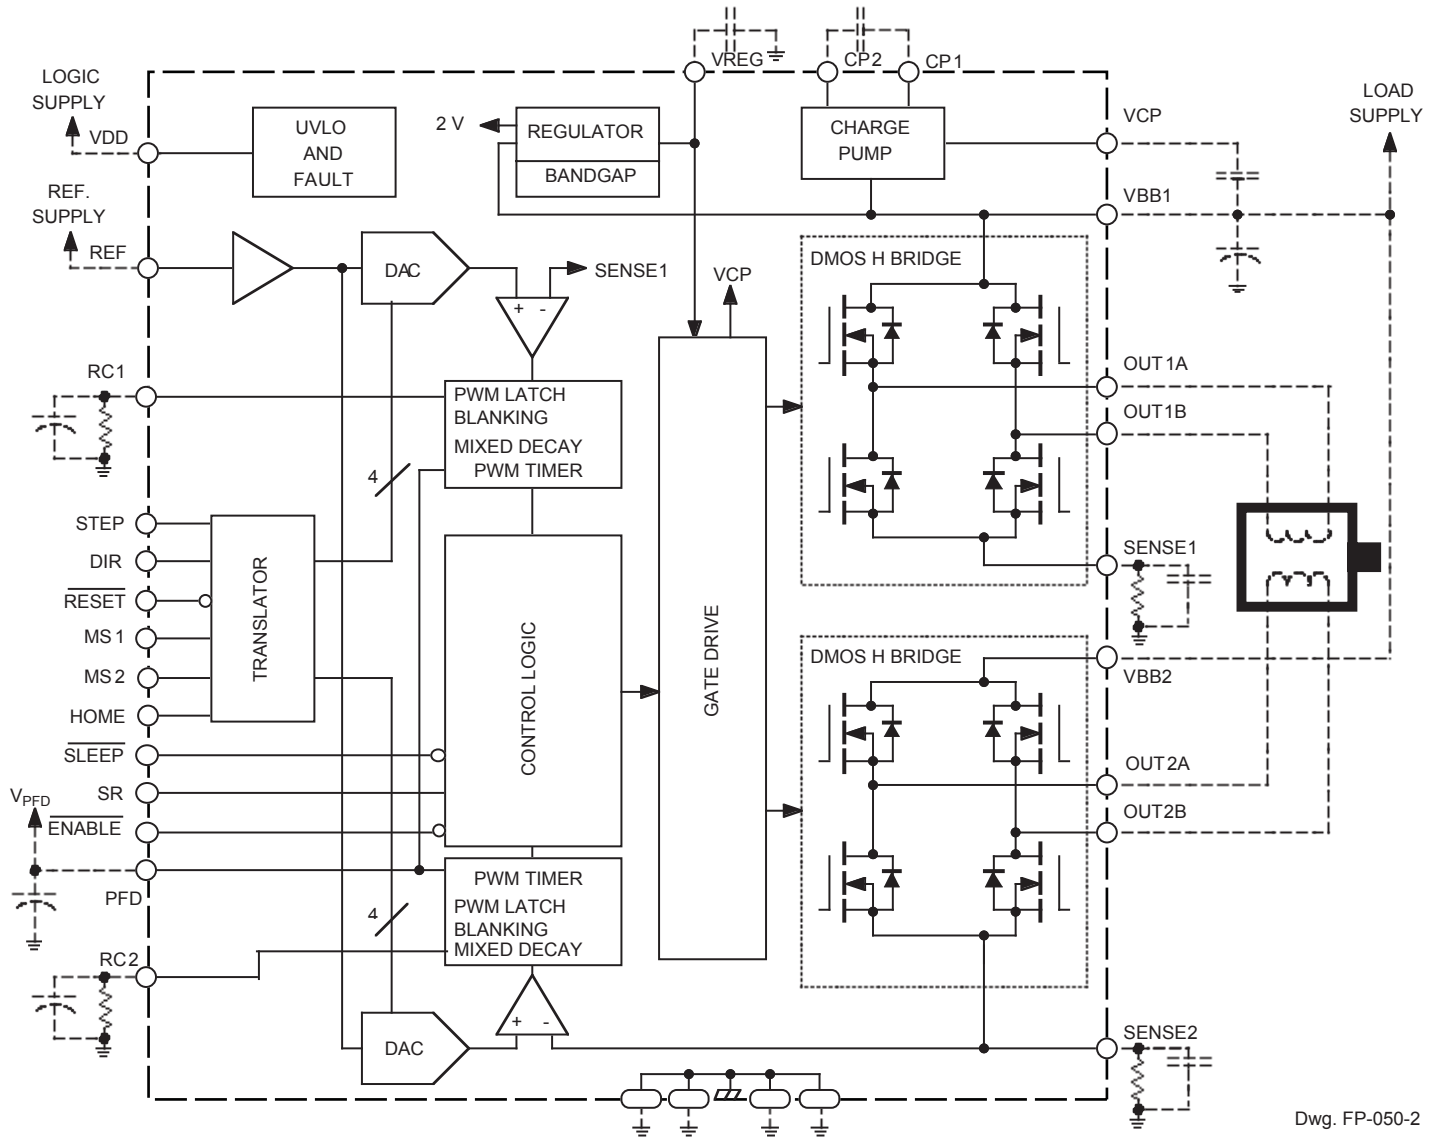 VREG
CP2
CP1
LOGIC
SUPPLY
VDD
UVLO
AND
FAULT
2 V
REGULATOR
BANDGAP
CHARGE
PUMP
VCP
LOAD
SUPPLY
REF.
SUPPLY
REF
VBB1
DAC
SENSE1
+ -
VCP
DMOS H BRIDGE
RC1
PWM LATCH
BLANKING
MIXED DECAY
PWM TIMER
OUT1A
OUT1B
4
STEP
DIR
RESET
MS1
MS2
HOME
SLEEP
SR
ENABLE
TRANSLATOR
CONTROL LOGIC
GATE DRIVE
SENSE1
DMOS H BRIDGE
VBB2
OUT2A
OUT2B
VPFD
PFD
4
PWM TIMER
PWM LATCH
BLANKING
MIXED DECAY
RC2
+ -
DAC
SENSE2
Dwg. FP-050-2